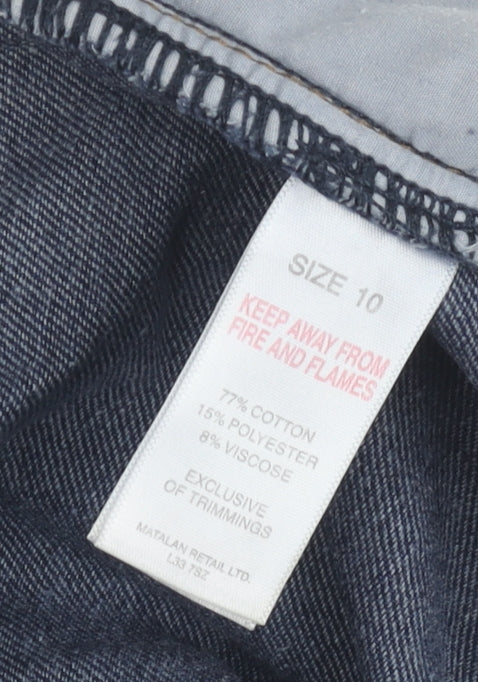 SIZE 10
KEEP AWAY FROM
FIRE AND FLAMES
77% COTTON
15% POLYESTER
8% VISCOSE
EXCLUSIVE
OF TRIMMINGS
MATALAN RETAIL LTD.
L33 7SZ